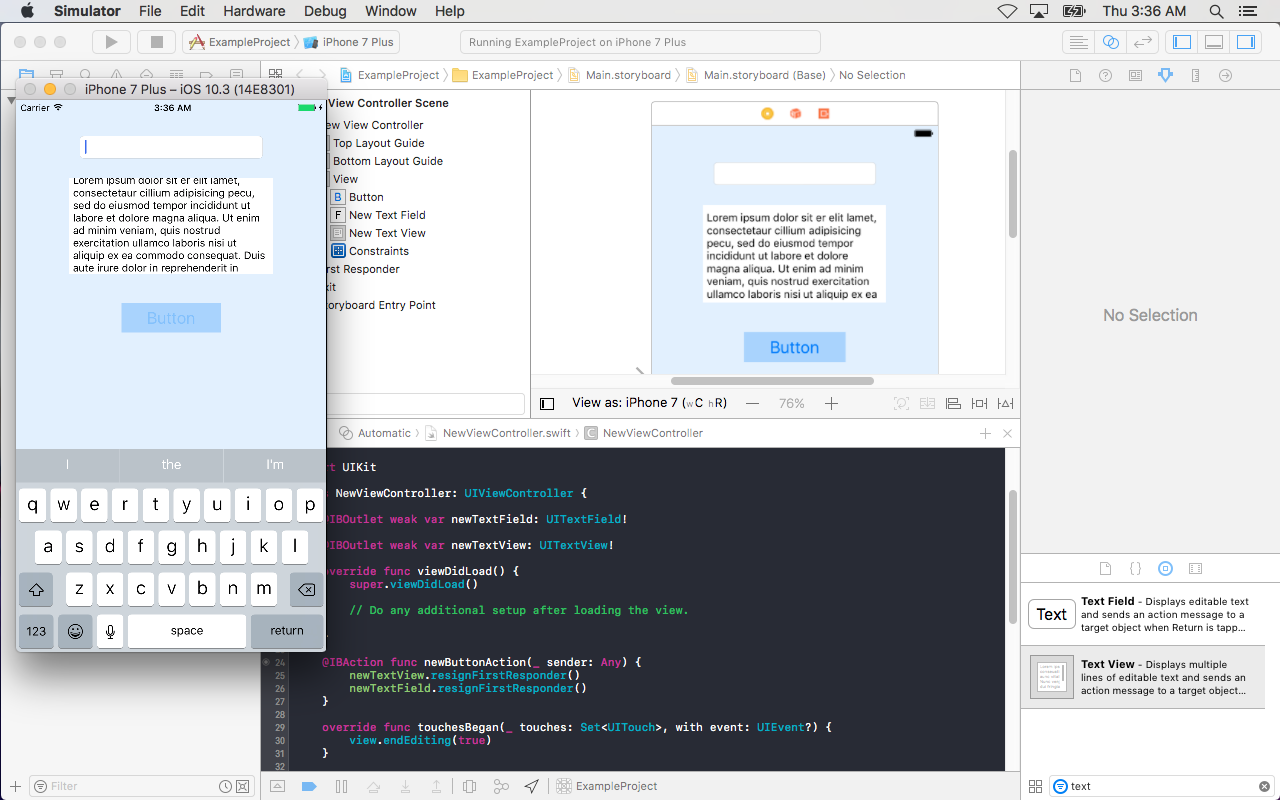 Simulator File Edit Hardware Debug Window Help Thu 3:36 AM
ExampleProject iPhone 7 Plus Running ExampleProject on iPhone 7 Plus
ExampleProject ExampleProject Main.storyboard Main.storyboard (Base) No Selection
iPhone 7 Plus – iOS 10.3 (14E8301)
Carrier 3:36 AM
Lorem ipsum dolor sit er elit lamet,
consectetaur cillium adipisicing pecu,
sed do eiusmod tempor incididunt ut
labore et dolore magna aliqua. Ut enim
ad minim veniam, quis nostrud
exercitation ullamco laboris nisi ut
aliquip ex ea commodo consequat. Duis
aute irure dolor in reprehenderit in
Button
I the I'm
q w e r t y u i o p
a s d f g h j k l
z x c v b n m
123 space return
View Controller Scene
ew View Controller
Top Layout Guide
Bottom Layout Guide
View
B Button
F New Text Field
New Text View
Constraints
rst Responder
xit
toryboard Entry Point
Lorem ipsum dolor sit er elit lamet,
consectetaur cillium adipisicing
pecu, sed do eiusmod tempor
incididunt ut labore et dolore
magna aliqua. Ut enim ad minim
veniam, quis nostrud exercitation
ullamco laboris nisi ut aliquip ex ea
Button
View as: iPhone 7 (wC hR) — 76% +
Automatic NewViewController.swift C NewViewController
rt UIKit
NewViewController: UIViewController {
@IBOutlet weak var newTextField: UITextField!
@IBOutlet weak var newTextView: UITextView!
override func viewDidLoad() {
super.viewDidLoad()
// Do any additional setup after loading the view.
}
24 @IBAction func newButtonAction(_ sender: Any) {
25 newTextView.resignFirstResponder()
26 newTextField.resignFirstResponder()
27 }
28
29 override func touchesBegan(_ touches: Set<UITouch>, with event: UIEvent?) {
30 view.endEditing(true)
31 }
32
Filter
ExampleProject
No Selection
Text
Text Field - Displays editable text
and sends an action message to a
target object when Return is tapp...
Text View - Displays multiple
lines of editable text and sends an
action message to a target object...
text